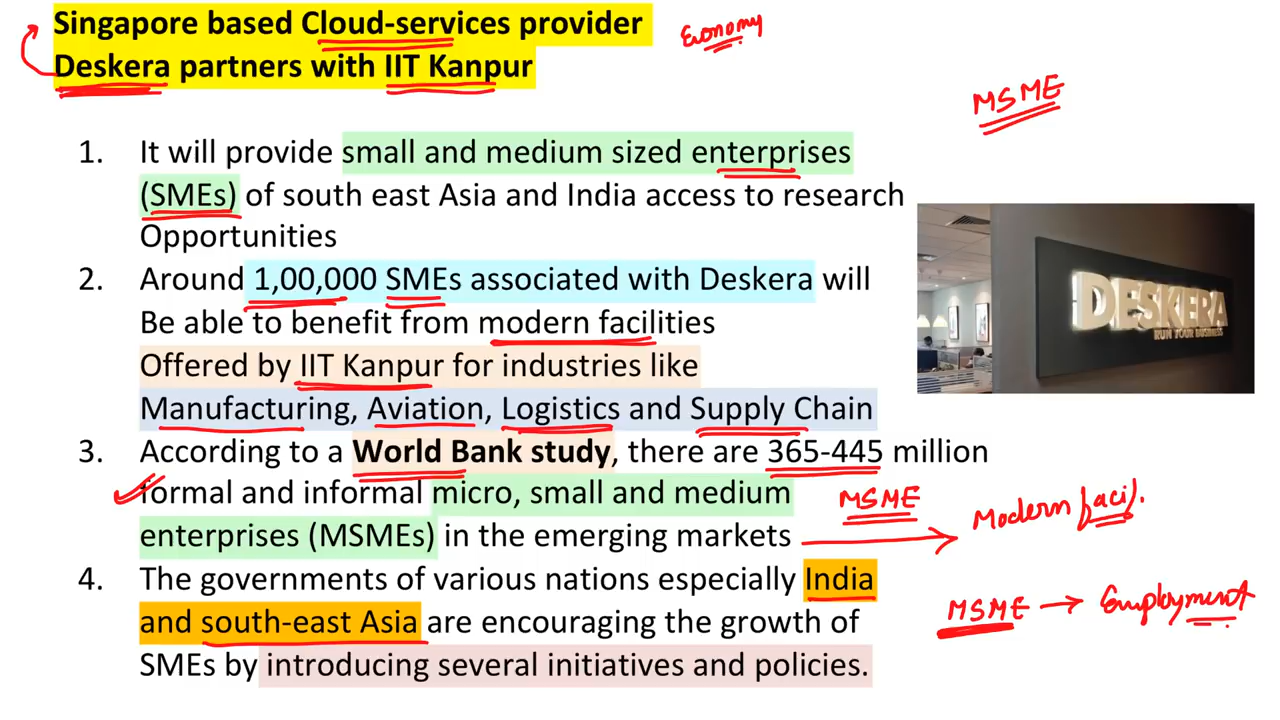 Singapore based Cloud-services provider
Economy
Deskera partners with IIT Kanpur
MSME
1. It will provide small and medium sized enterprises
(SMEs) of south east Asia and India access to research
Opportunities
2. Around 1,00,000 SMEs associated with Deskera will
Be able to benefit from modern facilities
Offered by IIT Kanpur for industries like
Manufacturing, Aviation, Logistics and Supply Chain
DESKERA
RUN YOUR BUSINESS
3. According to a World Bank study, there are 365-445 million
formal and informal micro, small and medium
enterprises (MSMEs) in the emerging markets
MSME → Modern facil.
4. The governments of various nations especially India
and south-east Asia are encouraging the growth of
SMEs by introducing several initiatives and policies.
MSME → Employment